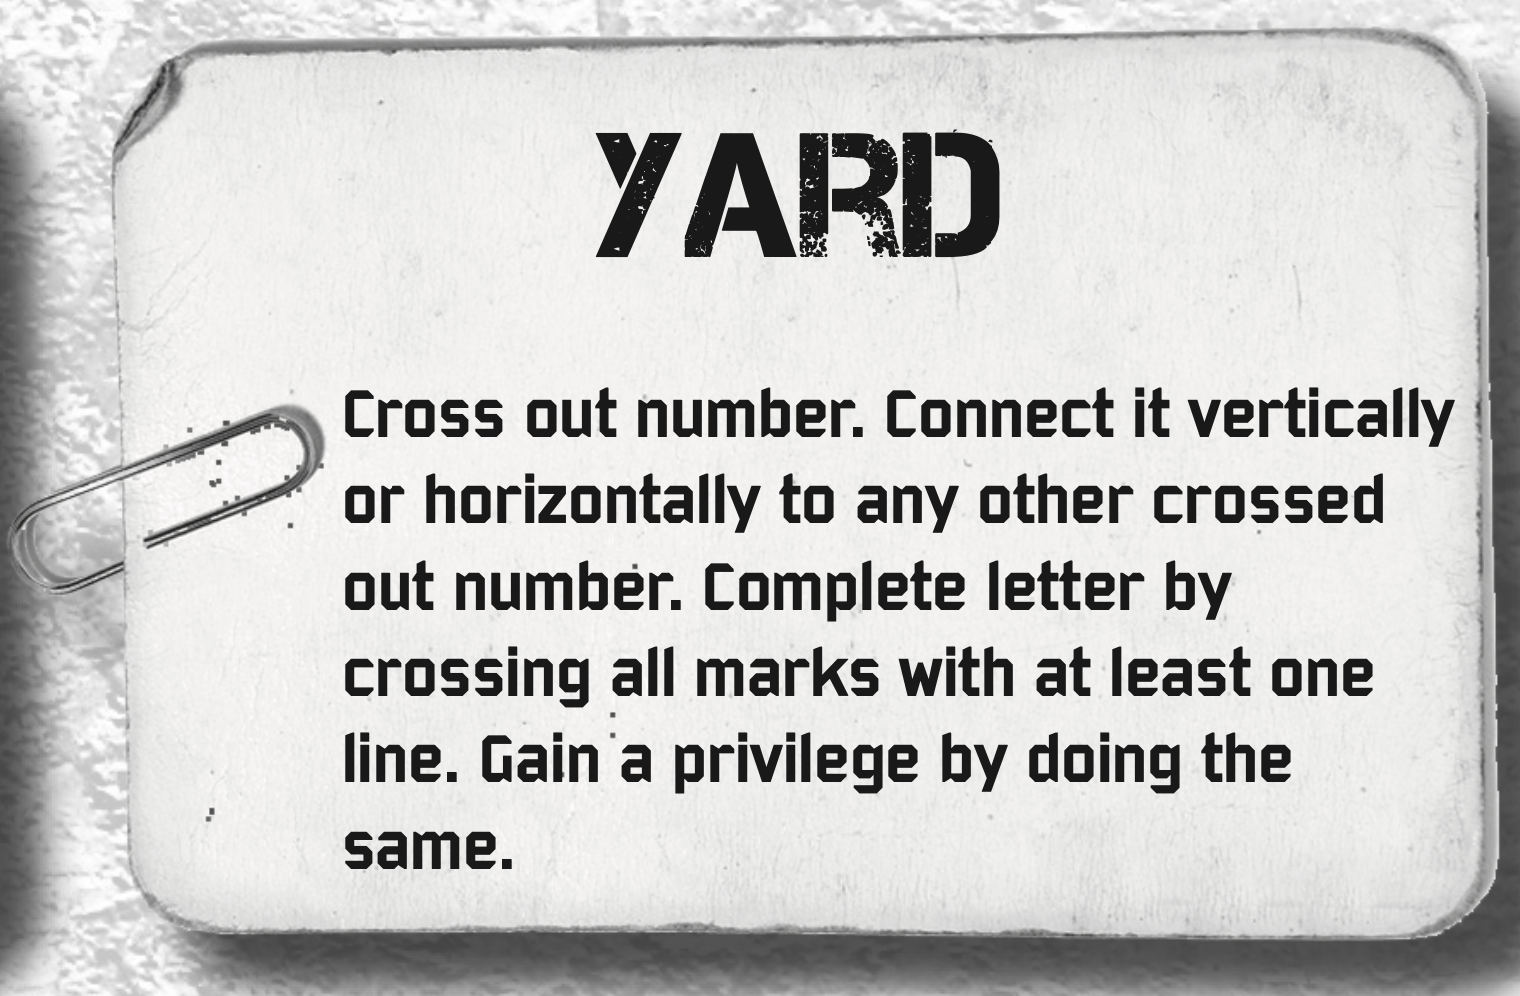 YARD
Cross out number. Connect it vertically
or horizontally to any other crossed
out number. Complete letter by
crossing all marks with at least one
line. Gain a privilege by doing the
same.